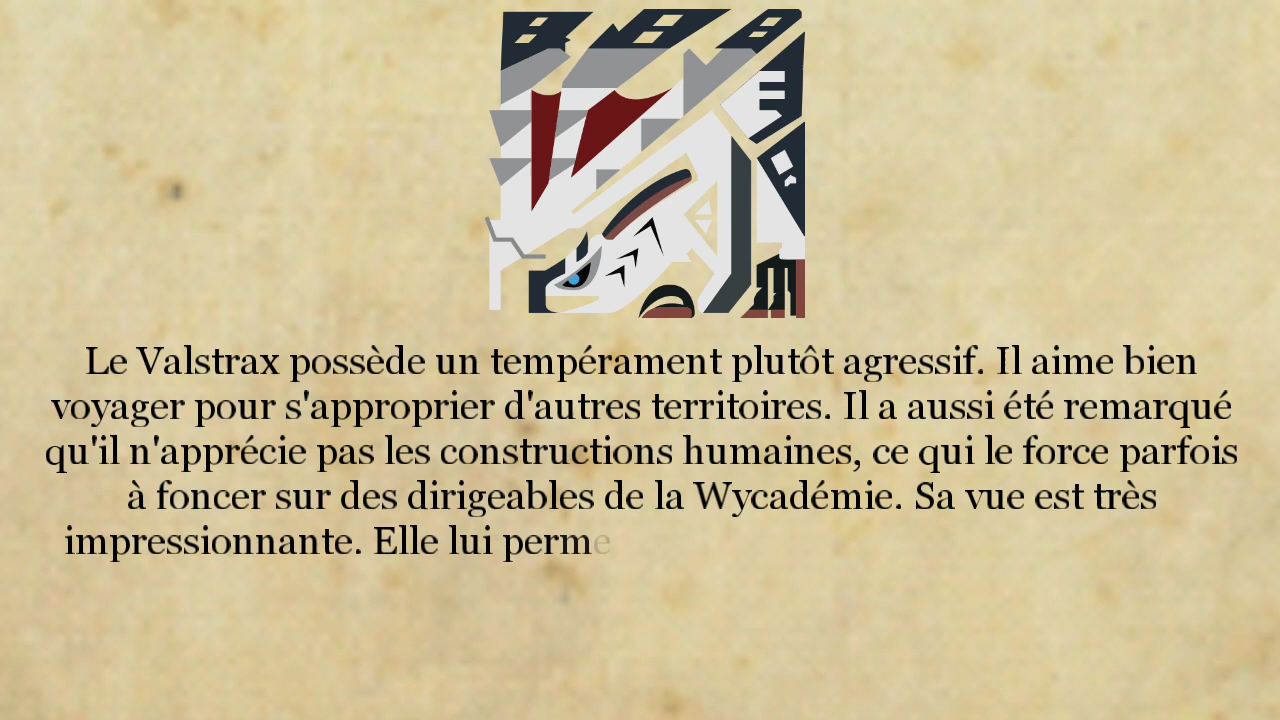 Le Valstrax possède un tempérament plutôt agressif. Il aime bien
voyager pour s'approprier d'autres territoires. Il a aussi été remarqué
qu'il n'apprécie pas les constructions humaines, ce qui le force parfois
à foncer sur des dirigeables de la Wycadémie. Sa vue est très
impressionnante. Elle lui perme